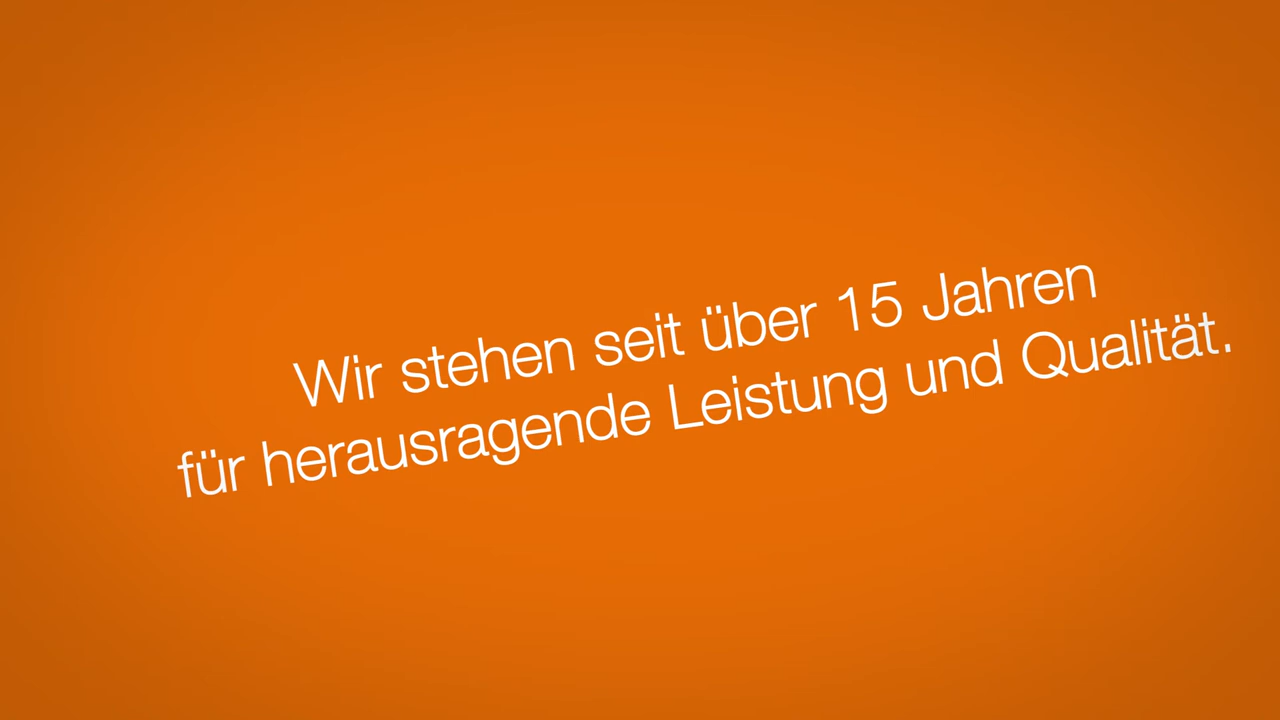 Wir stehen seit über 15 Jahren
für herausragende Leistung und Qualität.